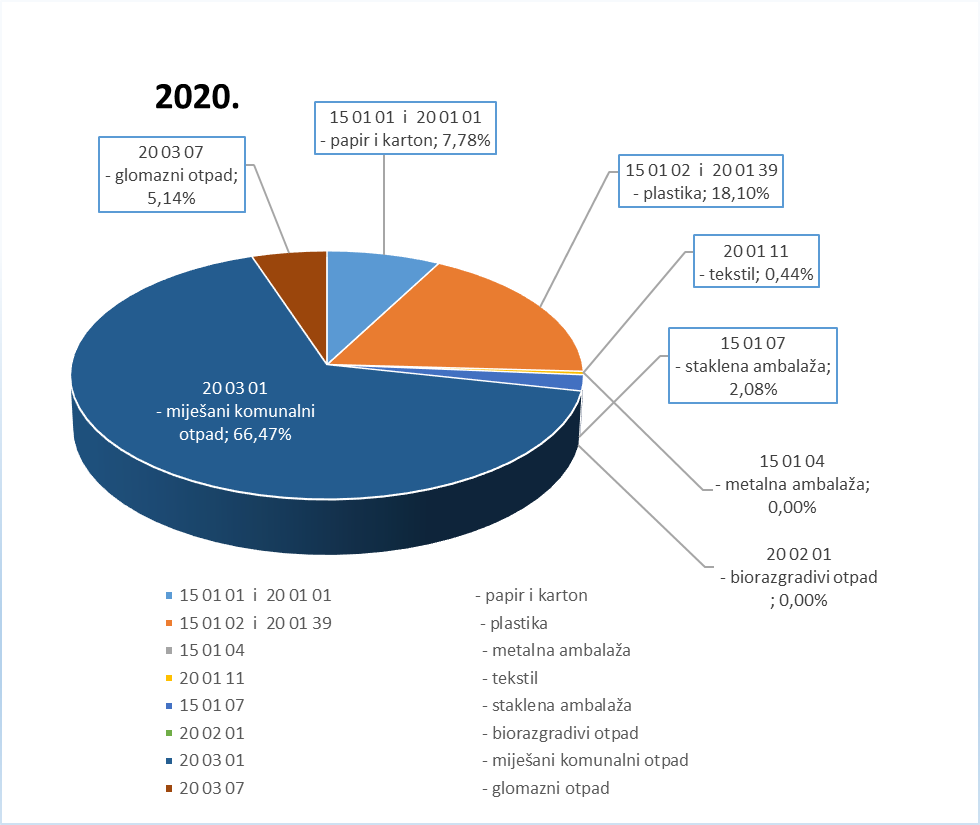 2020.
15 01 01 i 20 01 01
- papir i karton; 7,78%
20 03 07
- glomazni otpad;
5,14%
15 01 02 i 20 01 39
- plastika; 18,10%
20 01 11
- tekstil; 0,44%
15 01 07
- staklena ambalaža;
2,08%
20 03 01
- miješani komunalni
otpad; 66,47%
15 01 04
- metalna ambalaža;
0,00%
20 02 01
- biorazgradivi otpad
; 0,00%
15 01 01 i 20 01 01 - papir i karton
15 01 02 i 20 01 39 - plastika
15 01 04 - metalna ambalaža
20 01 11 - tekstil
15 01 07 - staklena ambalaža
20 02 01 - biorazgradivi otpad
20 03 01 - miješani komunalni otpad
20 03 07 - glomazni otpad